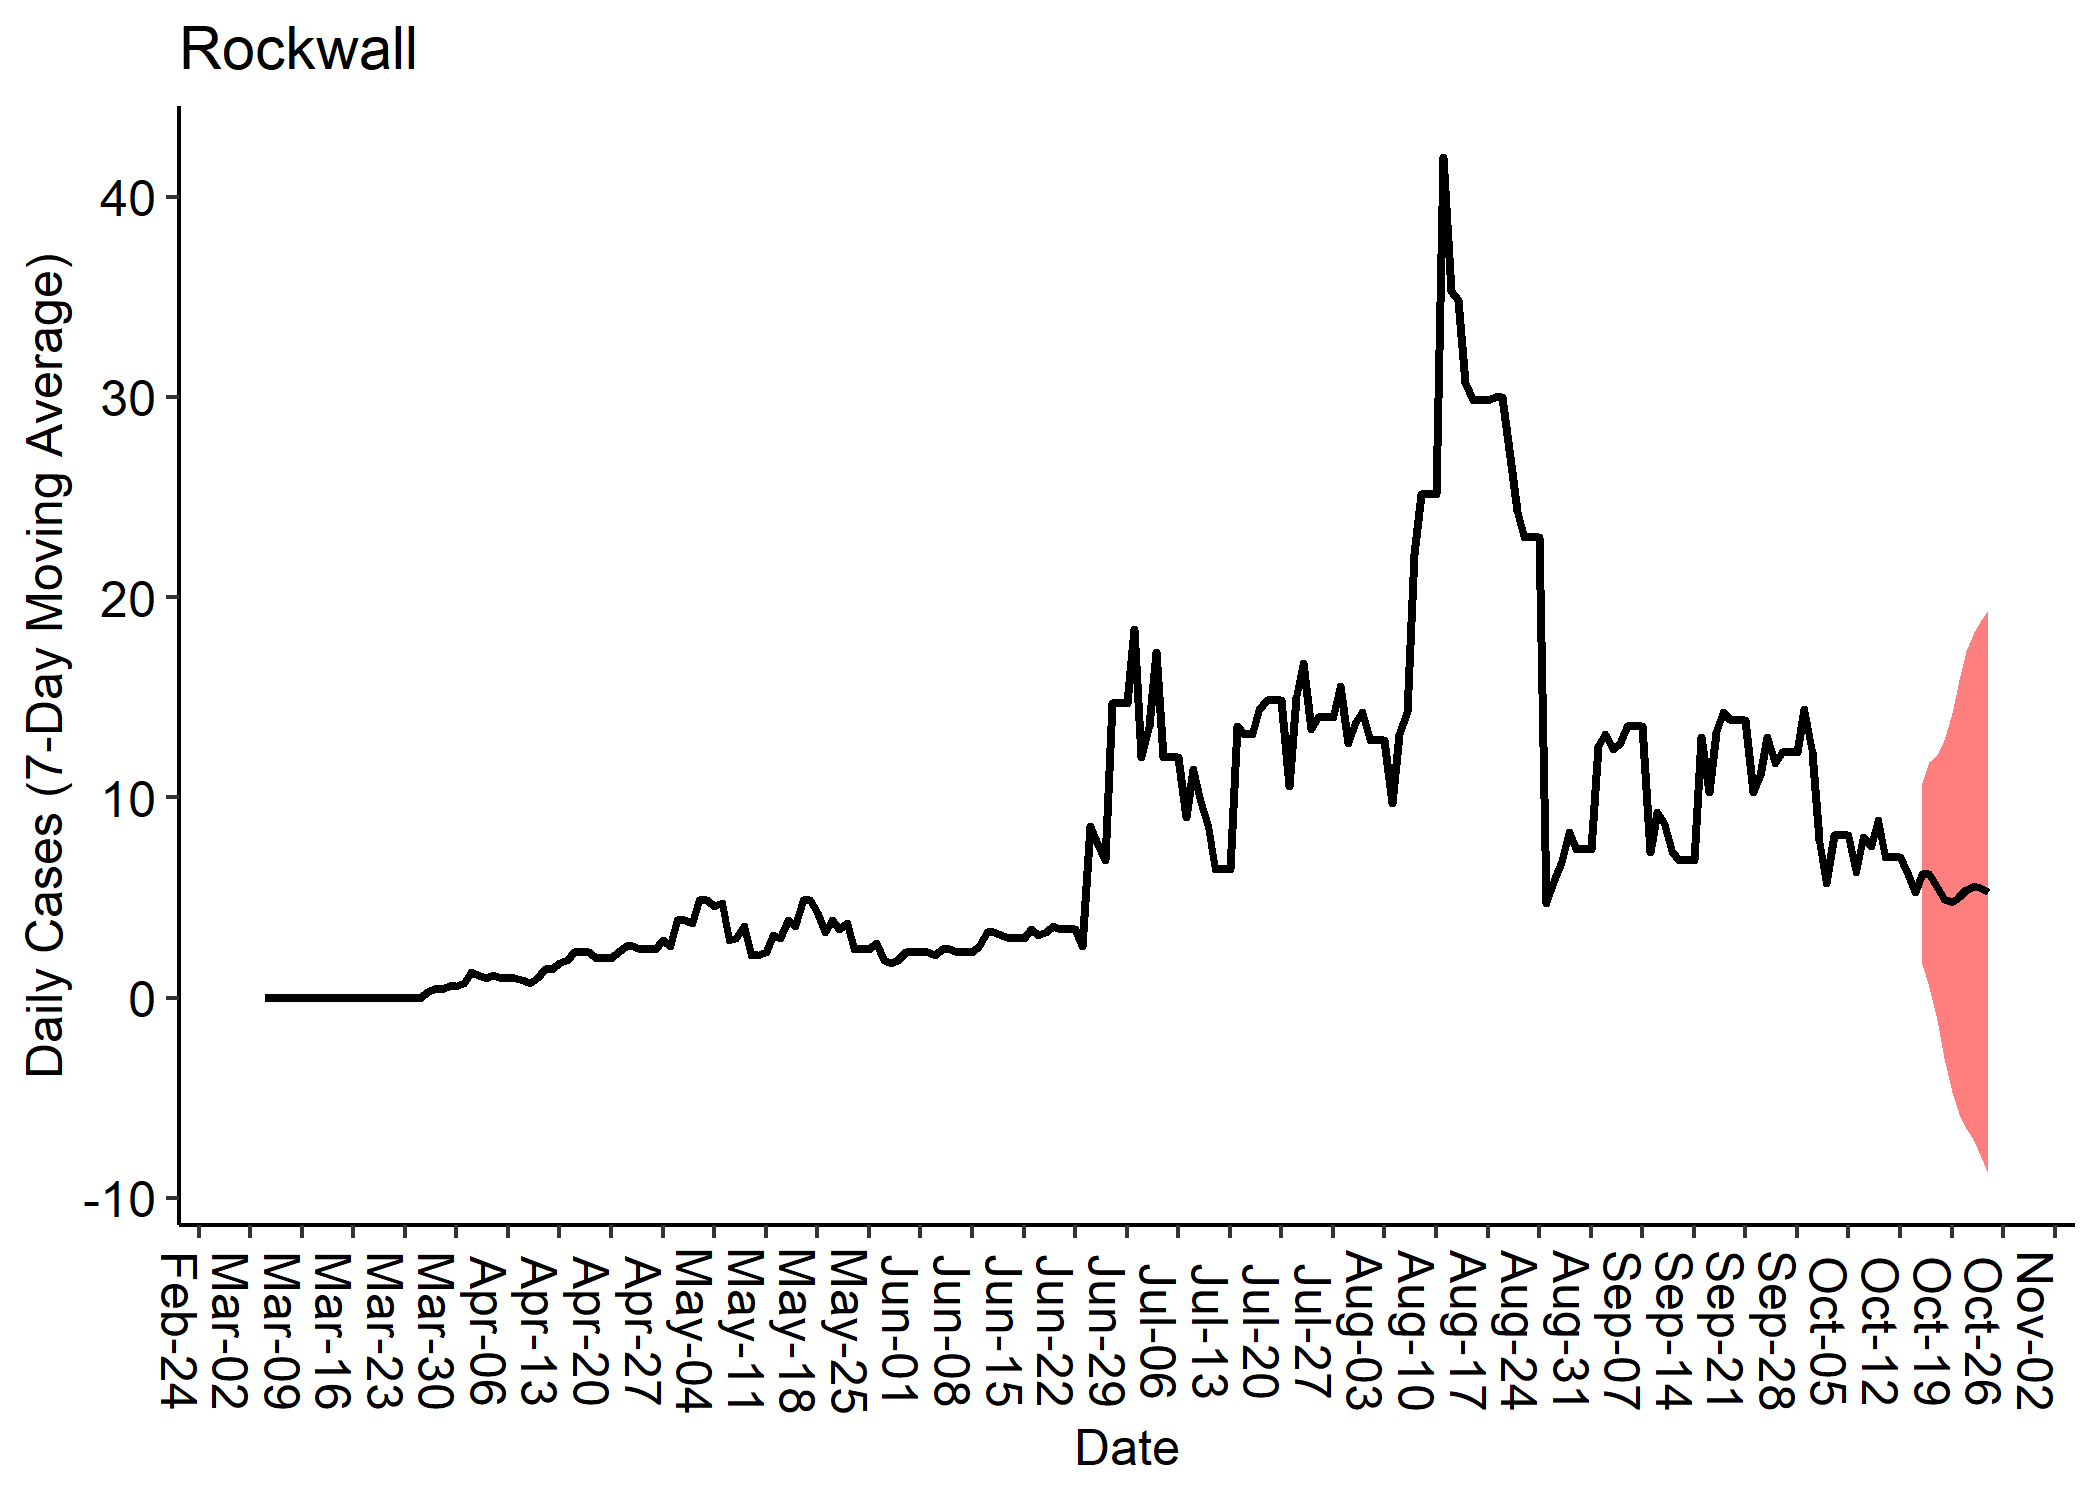 Rockwall
Daily Cases (7-Day Moving Average)
40
30
20
10
0
-10
Feb-24
Mar-02
Mar-09
Mar-16
Mar-23
Mar-30
Apr-06
Apr-13
Apr-20
Apr-27
May-04
May-11
May-18
May-25
Jun-01
Jun-08
Jun-15
Jun-22
Jun-29
Jul-06
Jul-13
Jul-20
Jul-27
Aug-03
Aug-10
Aug-17
Aug-24
Aug-31
Sep-07
Sep-14
Sep-21
Sep-28
Oct-05
Oct-12
Oct-19
Oct-26
Nov-02
Date